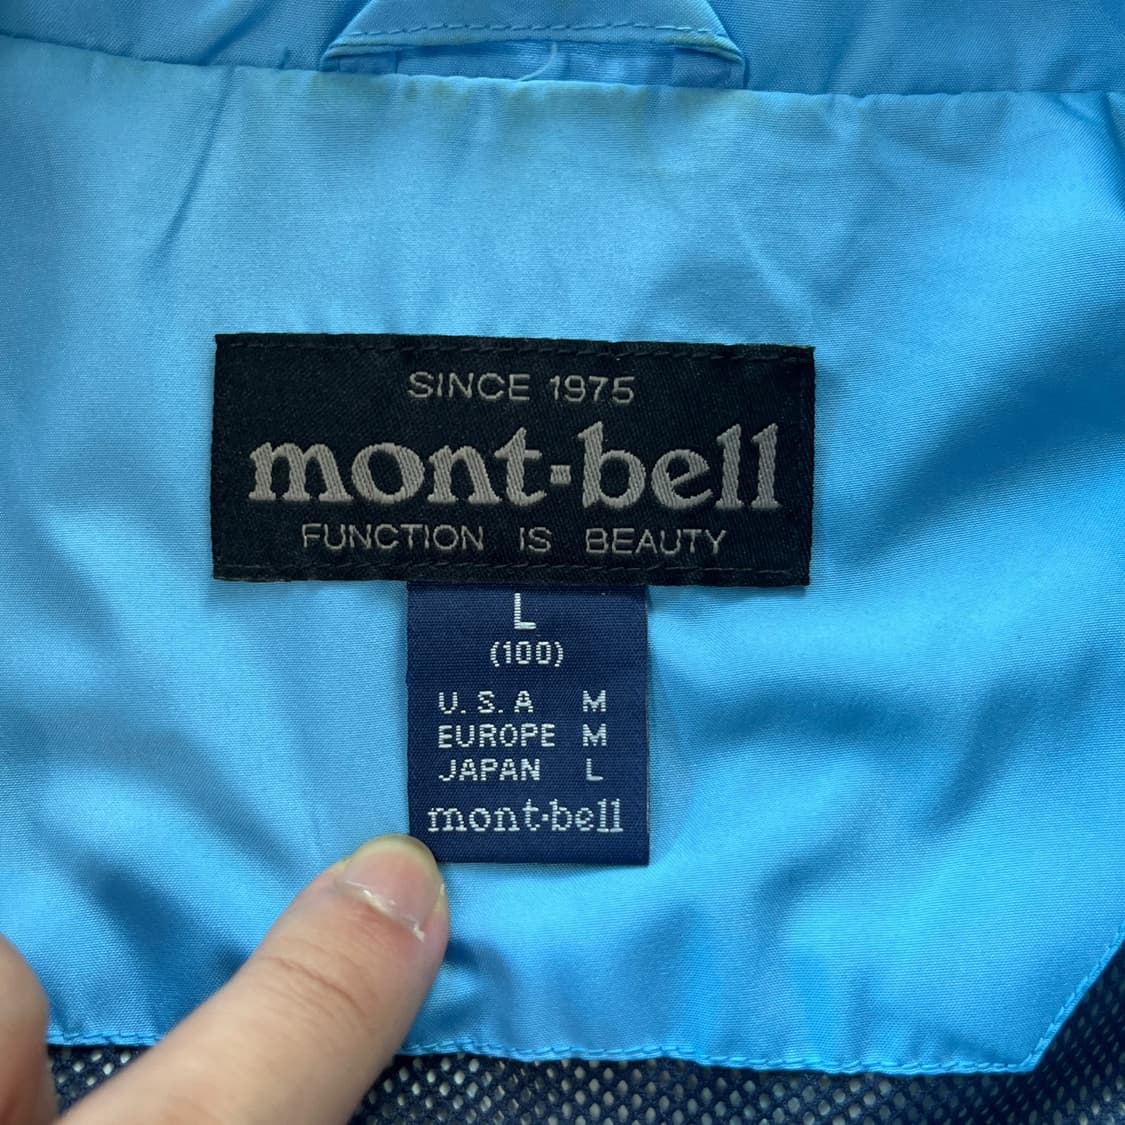 SINCE 1975
mont-bell
FUNCTION IS BEAUTY
L
(100)
U.S.A M
EUROPE M
JAPAN L
mont-bell